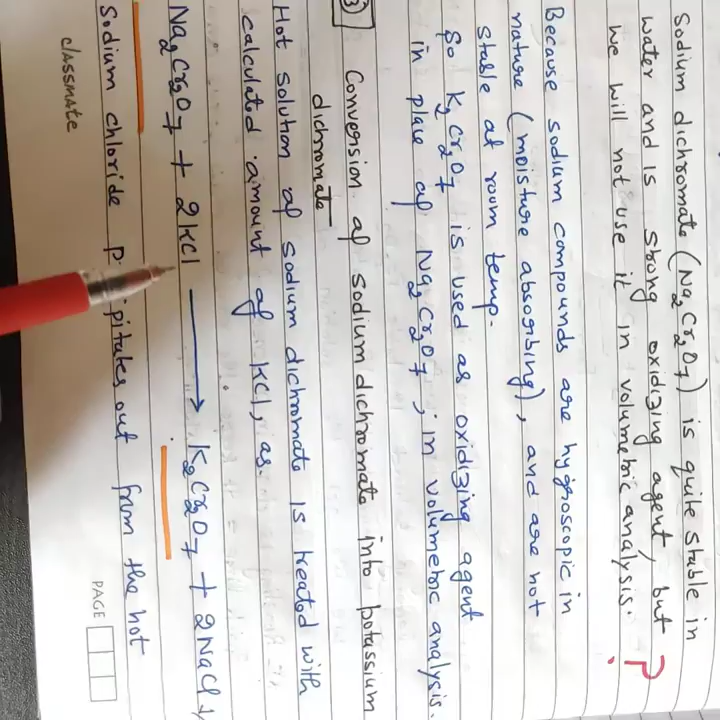 Sodium dichromate (Na2Cr2O7) is quite stable in
water and is strong oxidizing agent, but
we will not use it in volumetric analysis. ?
Because sodium compounds are hygroscopic in
nature (moisture absorbing), and are not
stable at room temp.
So K2Cr2O7 is used as oxidizing agent
in place of Na2Cr2O7, in volumetric analysis.
3) Conversion of sodium dichromate into potassium
dichromate
Hot solution of sodium dichromate is treated with
calculated amount of KCl, as.
Na2Cr2O7 + 2KCl → K2Cr2O7 + 2NaCl↓
Sodium chloride out from the hot
classmate
PAGE